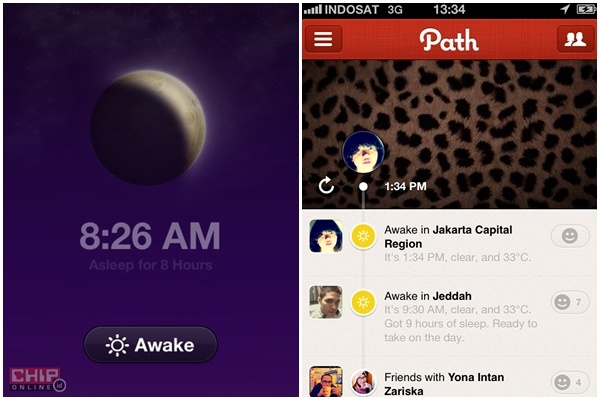 8:26 AM
Asleep for 8 Hours
Awake
CHIP
ONLINE id
INDOSAT 3G 13:34
Path
1:34 PM
Awake in Jakarta Capital
Region
It's 1:34 PM, clear, and 33°C.
Awake in Jeddah
It's 9:30 AM, clear, and 33°C.
Got 9 hours of sleep. Ready to
take on the day.
7
Friends with Yona Intan
Zariska
4